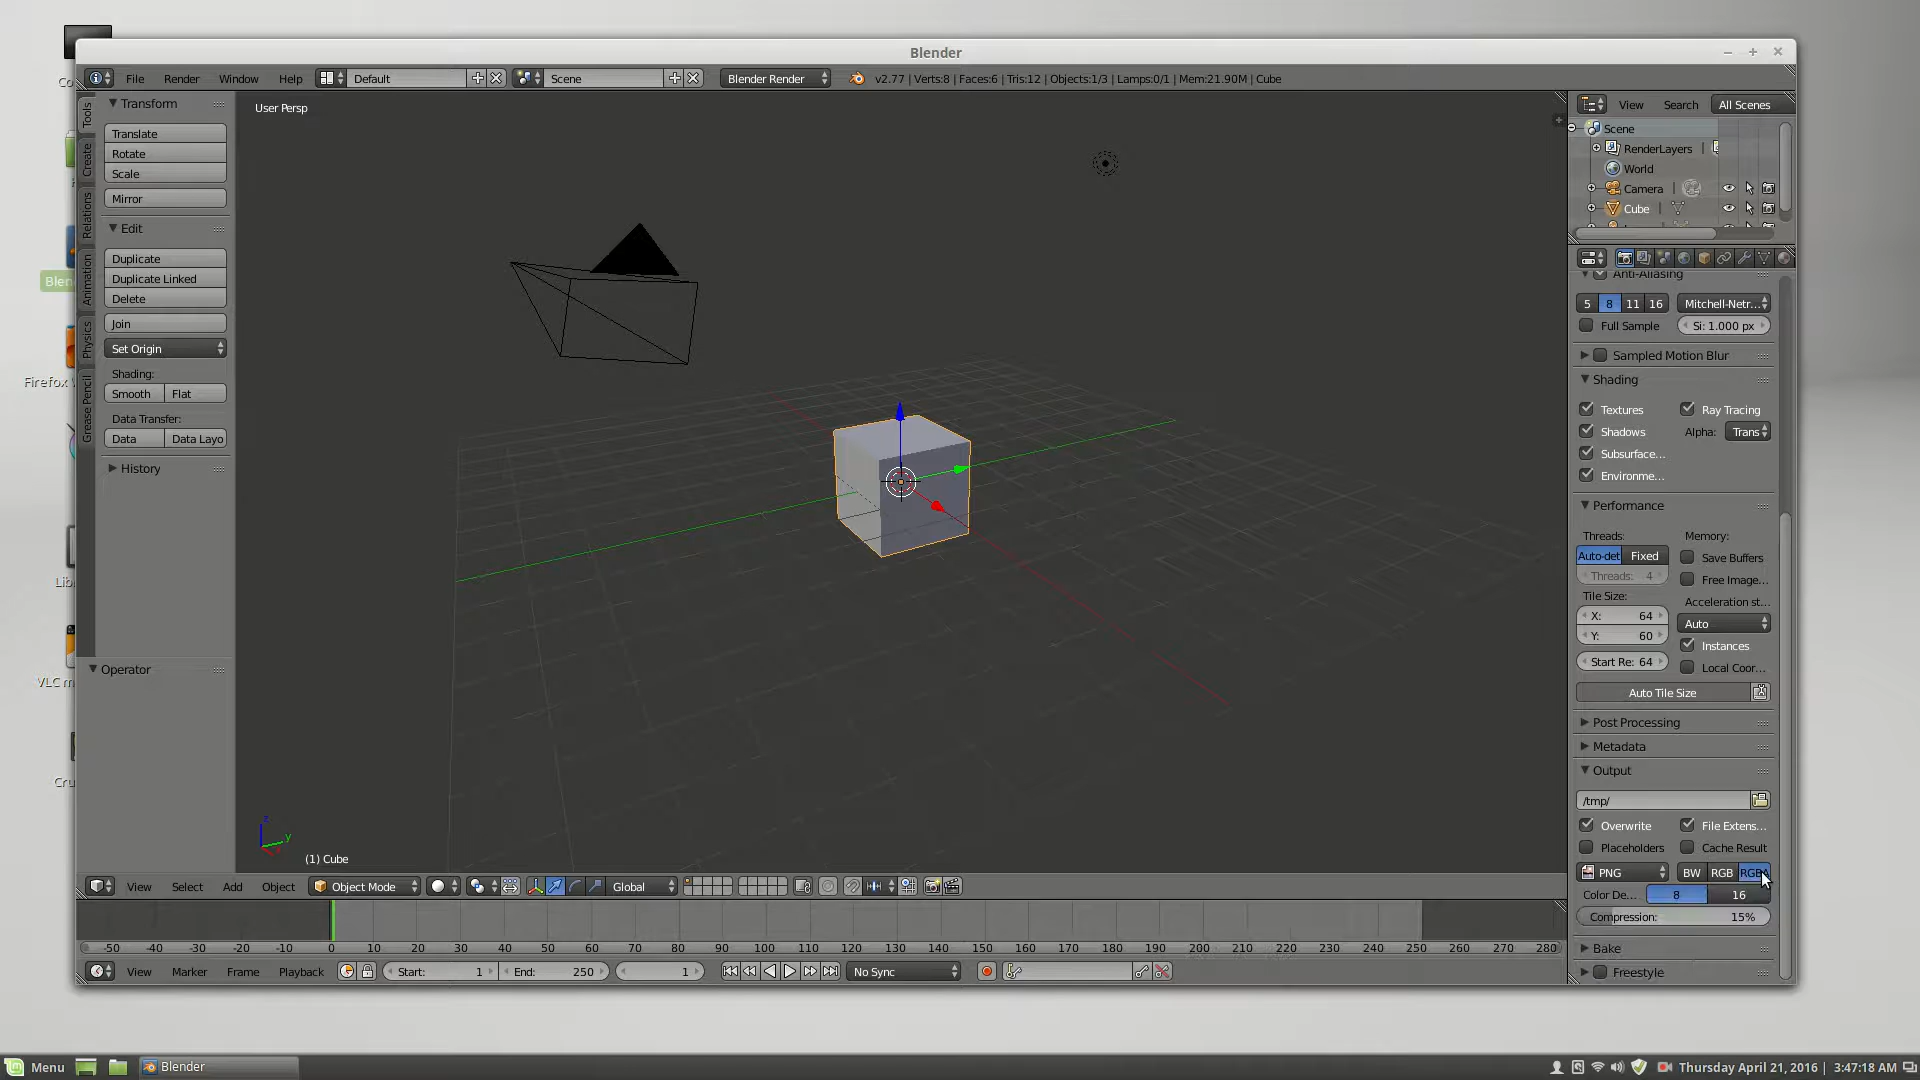 Blender
File Render Window Help Default Scene Blender Render v2.77 | Verts:8 | Faces:6 | Tris:12 | Objects:1/3 | Lamps:0/1 | Mem:21.90M | Cube
Tools
Create
Relations
Animation
Physics
Grease Pencil
Transform
Translate
Rotate
Scale
Mirror
Edit
Duplicate
Duplicate Linked
Delete
Join
Set Origin
Shading:
Smooth Flat
Data Transfer:
Data Data Layo
History
Operator
User Persp
z
y
(1) Cube
View Search All Scenes
Scene
RenderLayers |
World
Camera |
Cube |
Anti-Aliasing
5 8 11 16 Mitchell-Netr...
Full Sample Si: 1.000 px
Sampled Motion Blur
Shading
Textures Ray Tracing
Shadows Alpha: Trans
Subsurface...
Environme...
Performance
Threads: Memory:
Auto-det Fixed Save Buffers
Threads: 4 Free Image...
Tile Size: Acceleration st...
X: 64 Auto
Y: 60 Instances
Start Re: 64 Local Coor...
Auto Tile Size
Post Processing
Metadata
Output
/tmp/
Overwrite File Extens...
Placeholders Cache Result
PNG BW RGB RGBA
Color De... 8 16
Compression: 15%
Bake
Freestyle
View Select Add Object Object Mode Global
-50 -40 -30 -20 -10 0 10 20 30 40 50 60 70 80 90 100 110 120 130 140 150 160 170 180 190 200 210 220 230 240 250 260 270 280
View Marker Frame Playback Start: 1 End: 250 1 No Sync
Co
Blen
Firefox W
Lib
VLC m
Cru
Menu Blender Thursday April 21, 2016 | 3:47:18 AM